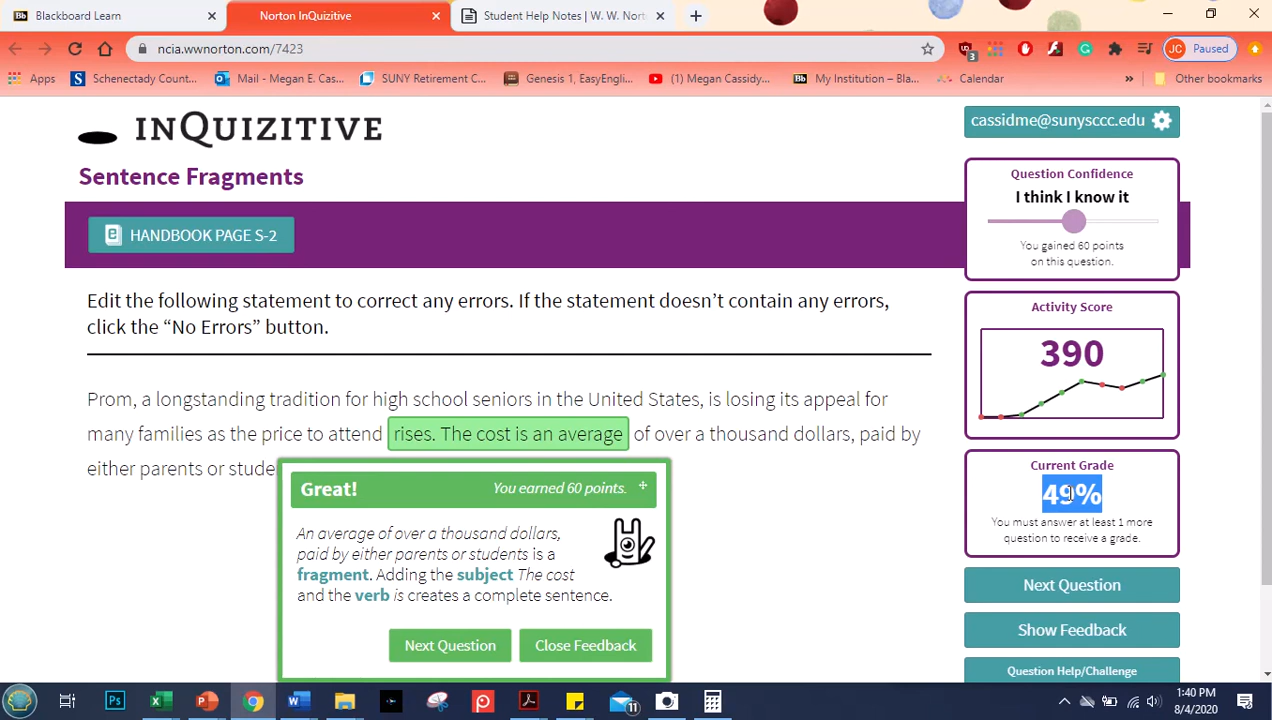 Blackboard Learn
Norton InQuizitive
Student Help Notes | W. W. Nort
ncia.wwnorton.com/7423
3
JC Paused
Apps
Schenectady Count...
Mail - Megan E. Cas...
SUNY Retirement C...
Genesis 1, EasyEngli...
(1) Megan Cassidy...
Bb My Institution – Bla...
Calendar
» Other bookmarks
INQUIZITIVE
cassidme@sunysccc.edu
Sentence Fragments
HANDBOOK PAGE S-2
Question Confidence
I think I know it
You gained 60 points
on this question.
Edit the following statement to correct any errors. If the statement doesn’t contain any errors,
click the “No Errors” button.
Activity Score
390
Prom, a longstanding tradition for high school seniors in the United States, is losing its appeal for
many families as the price to attend rises. The cost is an average of over a thousand dollars, paid by
either parents or stude
Current Grade
49%
You must answer at least 1 more
question to receive a grade.
Great! You earned 60 points.
An average of over a thousand dollars,
paid by either parents or students is a
fragment. Adding the subject The cost
and the verb is creates a complete sentence.
Next Question
Close Feedback
Next Question
Show Feedback
Question Help/Challenge
11
1:40 PM
8/4/2020